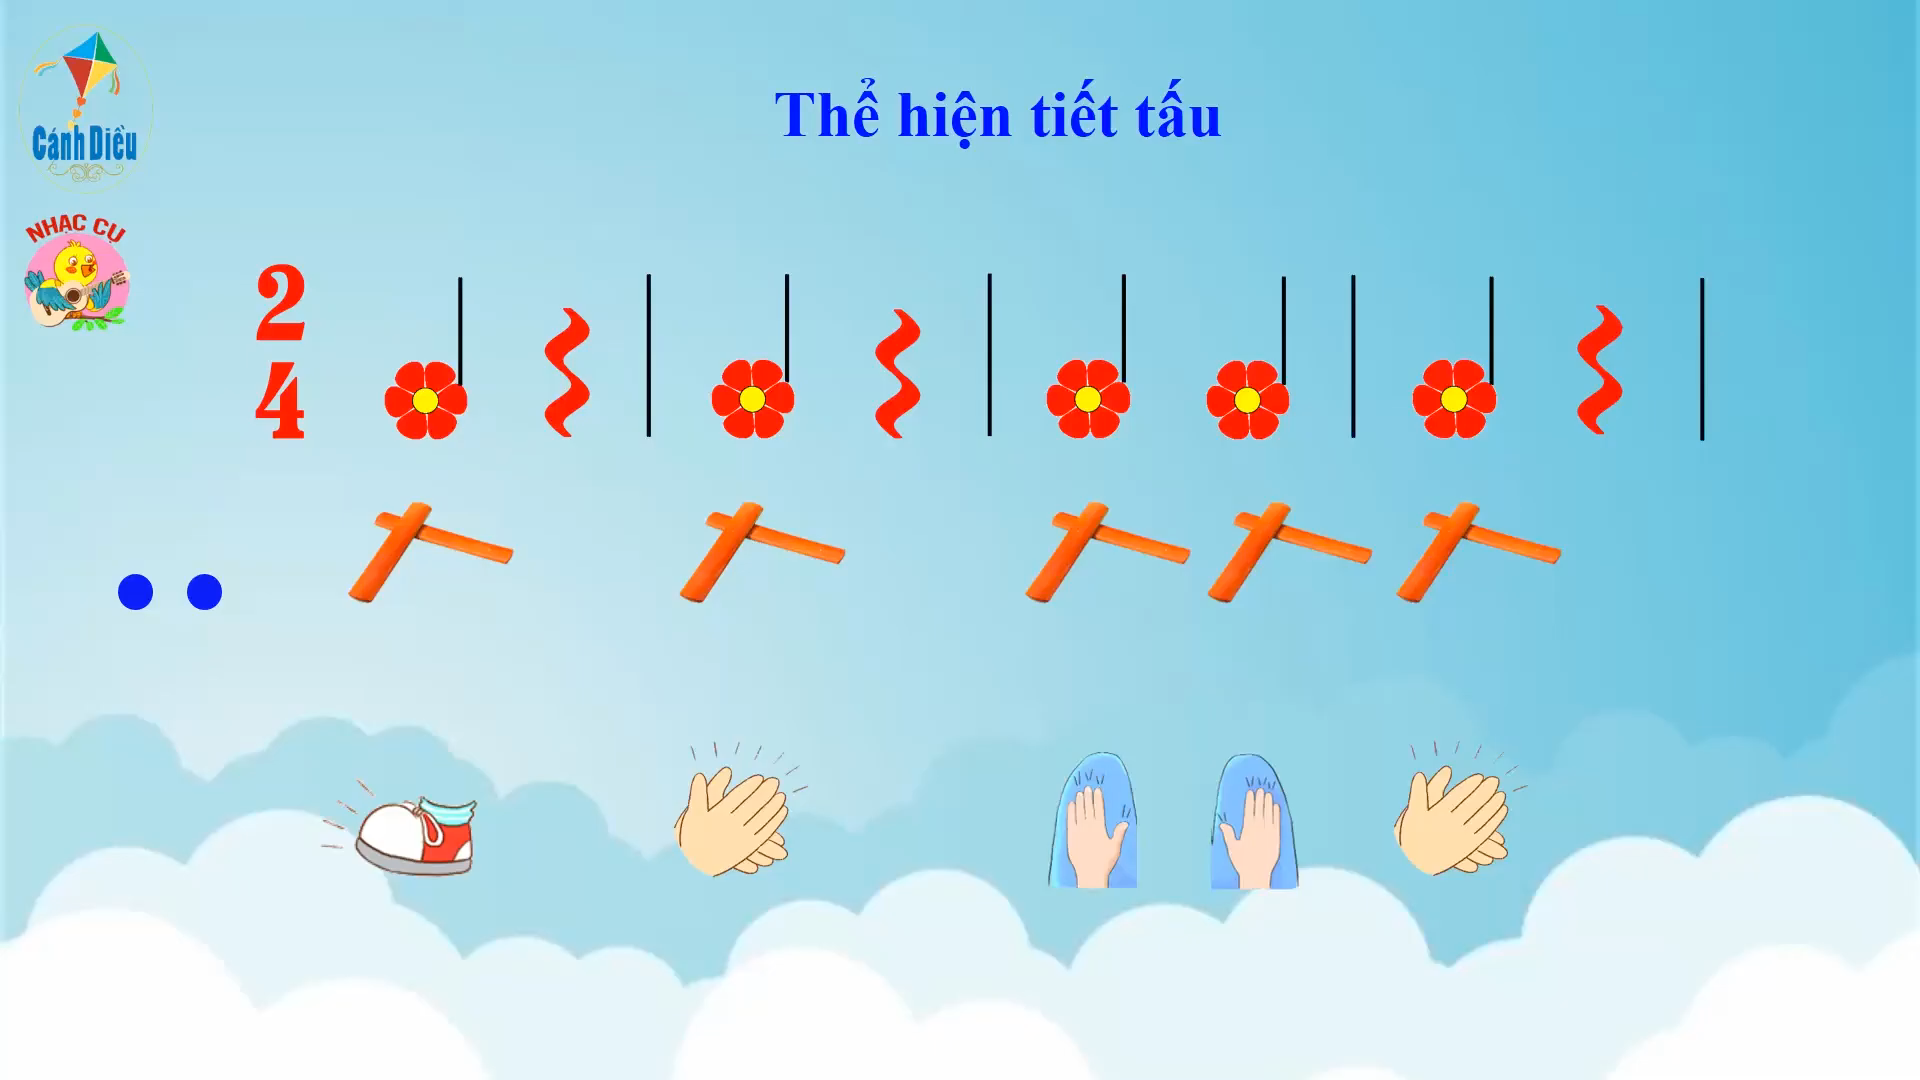 Cánh Diều
Thể hiện tiết tấu
NHẠC CỤ
2
4